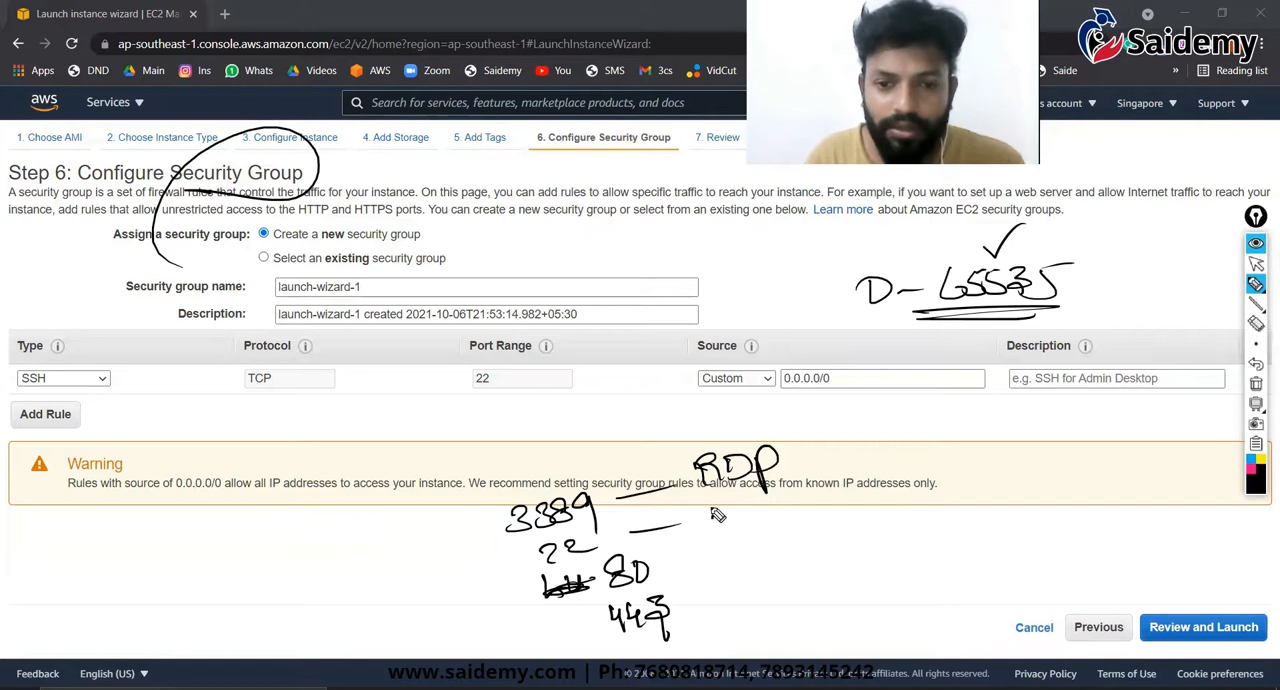 Launch instance wizard | EC2 Ma
ap-southeast-1.console.aws.amazon.com/ec2/v2/home?region=ap-southeast-1#LaunchInstanceWizard:
Saidemy
Apps DND Main Ins Whats Videos AWS Zoom Saidemy You SMS 3cs VidCut Saide » Reading list
aws Services Search for services, features, marketplace products, and docs s account Singapore Support
1. Choose AMI 2. Choose Instance Type 3. Configure Instance 4. Add Storage 5. Add Tags 6. Configure Security Group 7. Review
Step 6: Configure Security Group
A security group is a set of firewall rules that control the traffic for your instance. On this page, you can add rules to allow specific traffic to reach your instance. For example, if you want to set up a web server and allow Internet traffic to reach your
instance, add rules that allow unrestricted access to the HTTP and HTTPS ports. You can create a new security group or select from an existing one below. Learn more about Amazon EC2 security groups.
Assign a security group: Create a new security group
Select an existing security group
0 – 65535
Security group name: launch-wizard-1
Description: launch-wizard-1 created 2021-10-06T21:53:14.982+05:30
Type Protocol Port Range Source Description
SSH TCP 22 Custom 0.0.0.0/0 e.g. SSH for Admin Desktop
Add Rule
Warning
Rules with source of 0.0.0.0/0 allow all IP addresses to access your instance. We recommend setting security group rules to allow access from known IP addresses only.
3389 — RDP
22 —
80
443
Cancel Previous Review and Launch
www.saidemy.com | Ph: 7680818714, 7893145242
Feedback English (US) Privacy Policy Terms of Use Cookie preferences